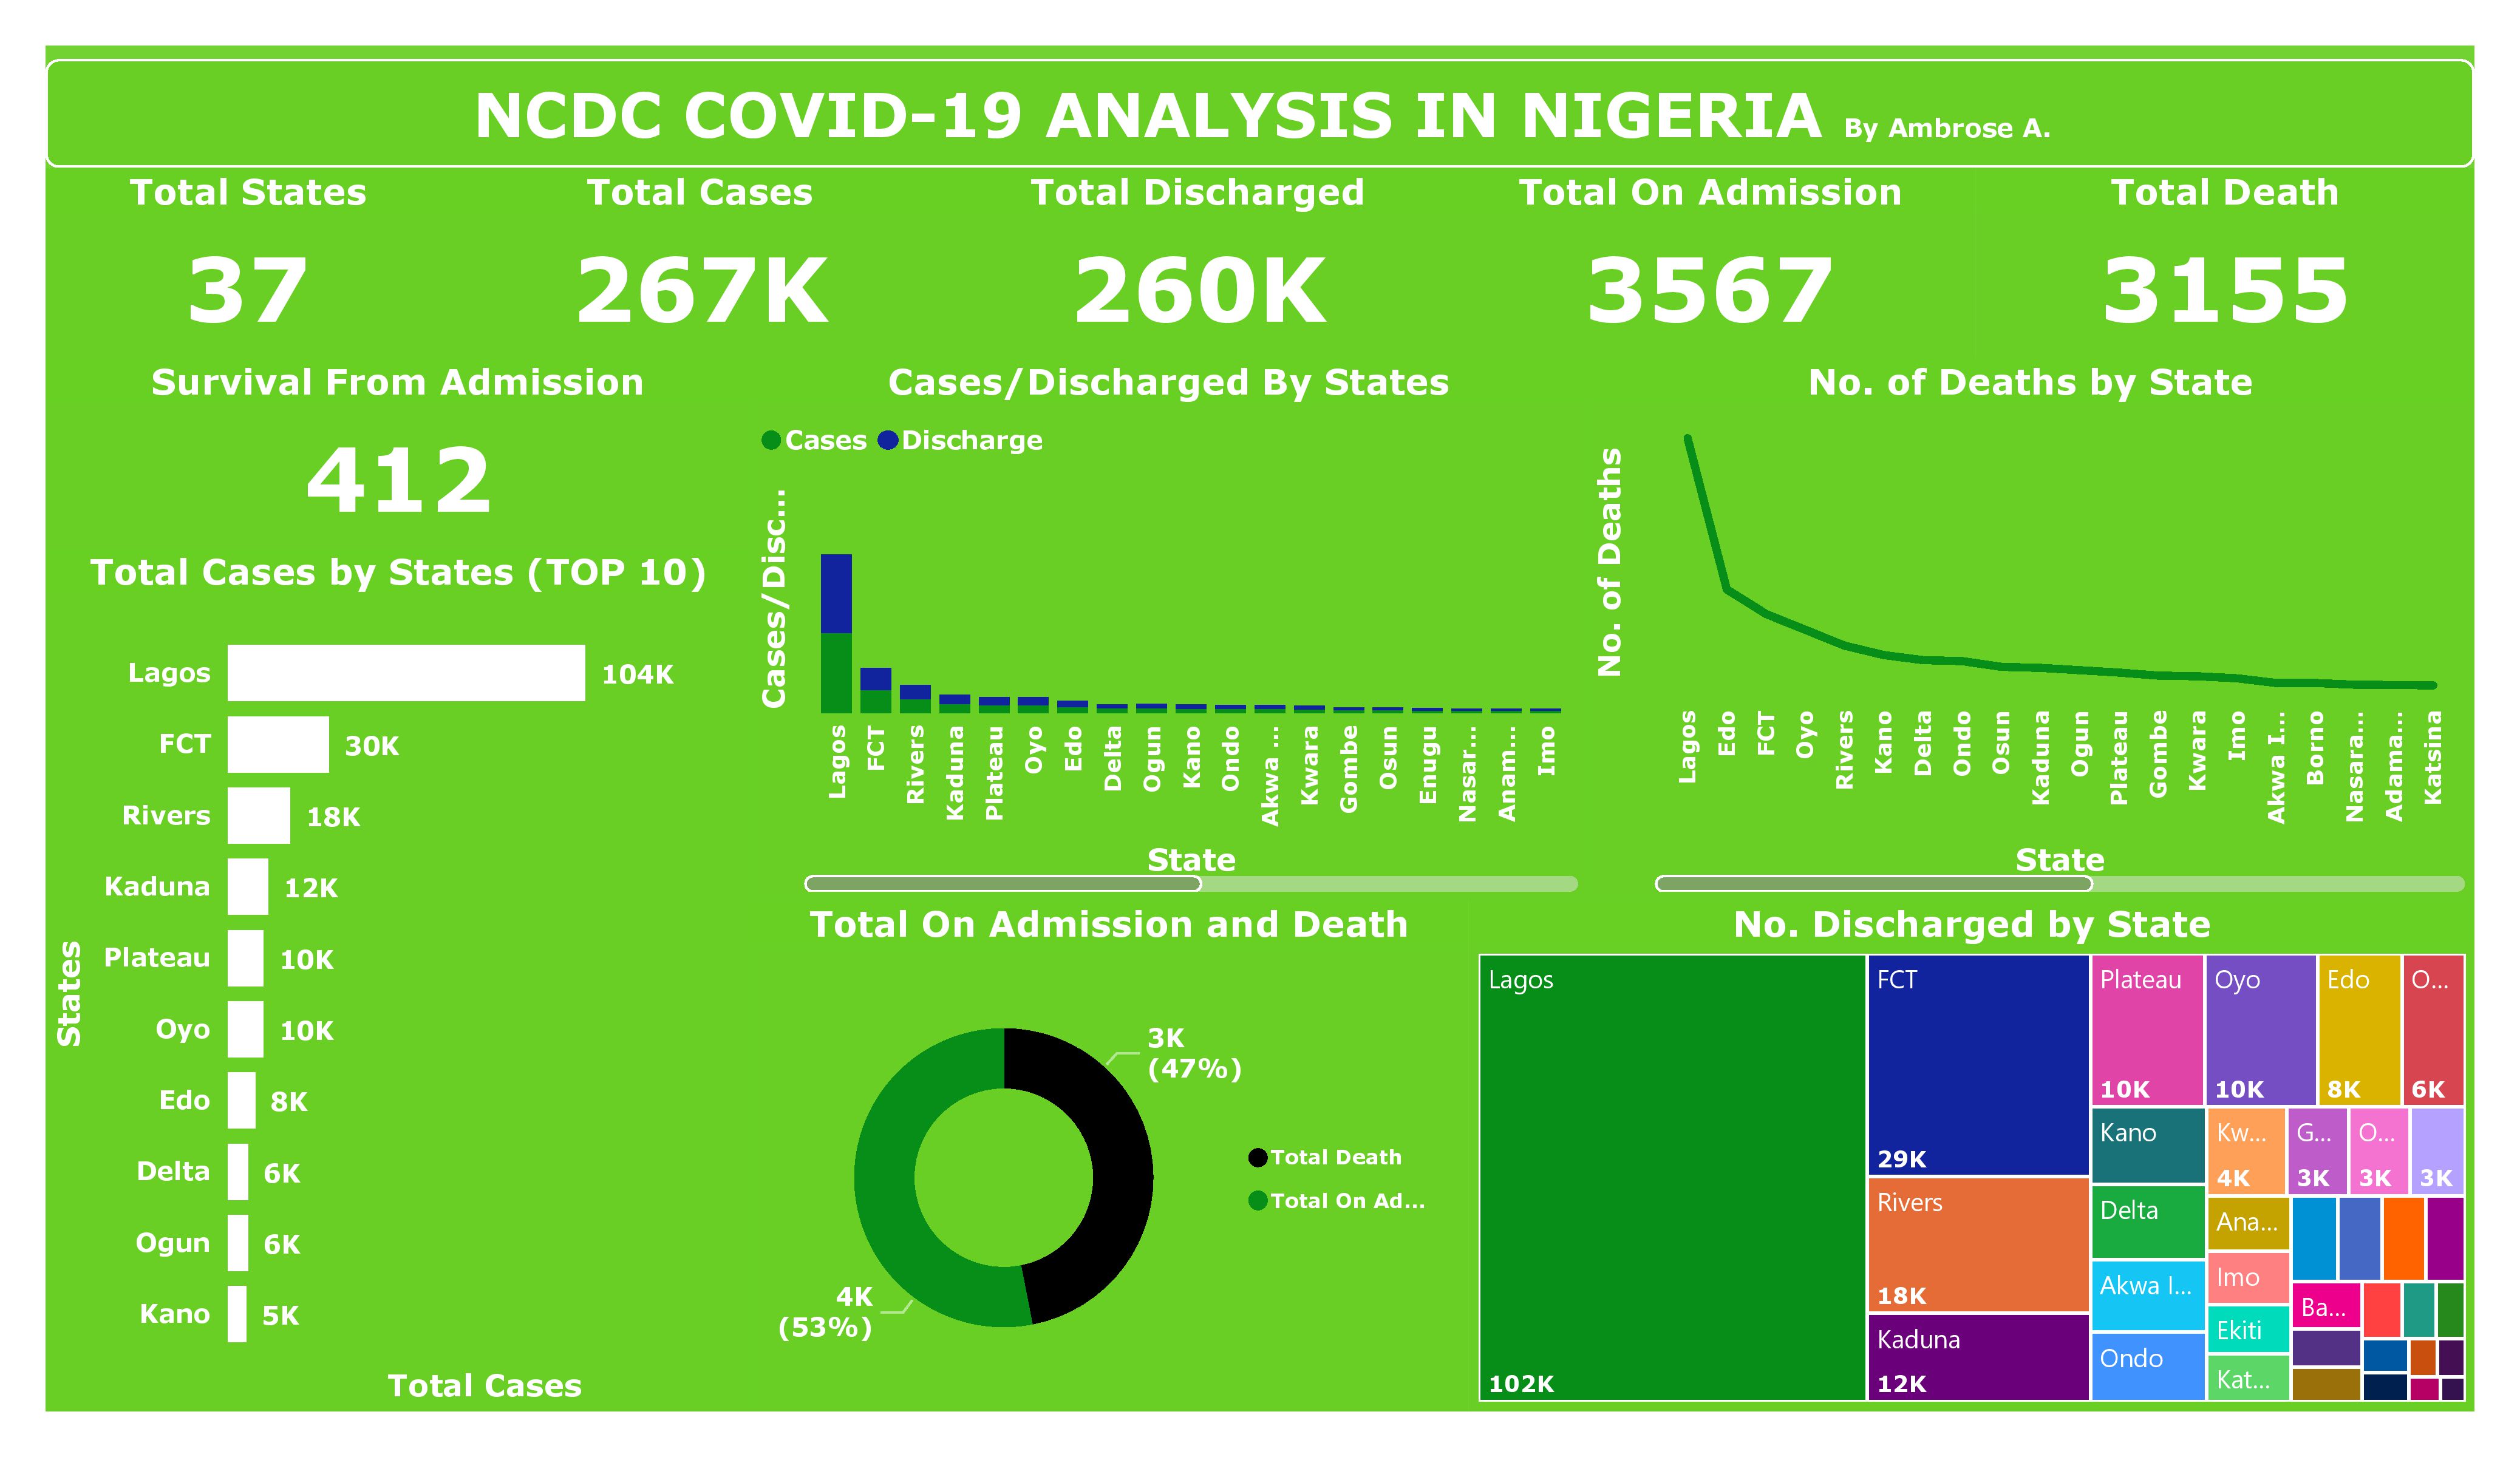 NCDC COVID-19 ANALYSIS IN NIGERIA By Ambrose A.
Total States
37
Total Cases
267K
Total Discharged
260K
Total On Admission
3567
Total Death
3155
Survival From Admission
412
Total Cases by States (TOP 10)
States
Lagos 104K
FCT 30K
Rivers 18K
Kaduna 12K
Plateau 10K
Oyo 10K
Edo 8K
Delta 6K
Ogun 6K
Kano 5K
Total Cases
Cases/Discharged By States
Cases Discharge
Cases/Disc...
Lagos
FCT
Rivers
Kaduna
Plateau
Oyo
Edo
Delta
Ogun
Kano
Ondo
Akwa ...
Kwara
Gombe
Osun
Enugu
Nasar...
Anam...
Imo
State
No. of Deaths by State
No. of Deaths
Lagos
Edo
FCT
Oyo
Rivers
Kano
Delta
Ondo
Osun
Kaduna
Ogun
Plateau
Gombe
Kwara
Imo
Akwa I...
Borno
Nasara...
Adama...
Katsina
State
Total On Admission and Death
3K
(47%)
4K
(53%)
Total Death
Total On Ad...
No. Discharged by State
Lagos
102K
FCT
29K
Rivers
18K
Kaduna
12K
Plateau
10K
Oyo
10K
Edo
8K
O...
6K
Kano
Delta
Akwa I...
Ondo
Kw...
4K
G...
3K
O...
3K
3K
Ana...
Imo
Ekiti
Kat...
Ba...